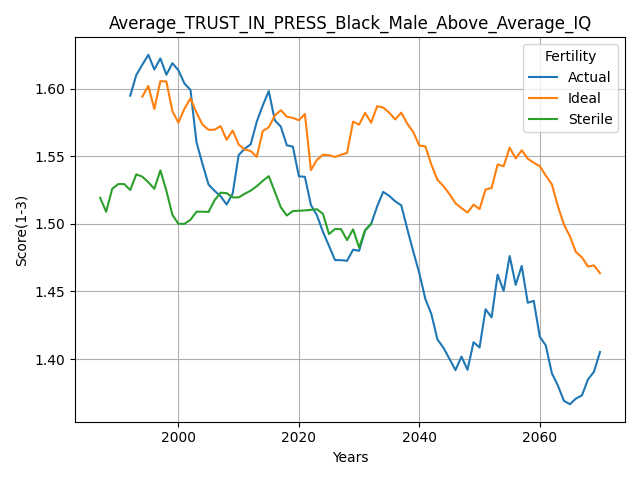 Average_TRUST_IN_PRESS_Black_Male_Above_Average_IQ
Fertility
Actual
Ideal
Sterile
Score(1-3)
1.60
1.55
1.50
1.45
1.40
2000 2020 2040 2060
Years